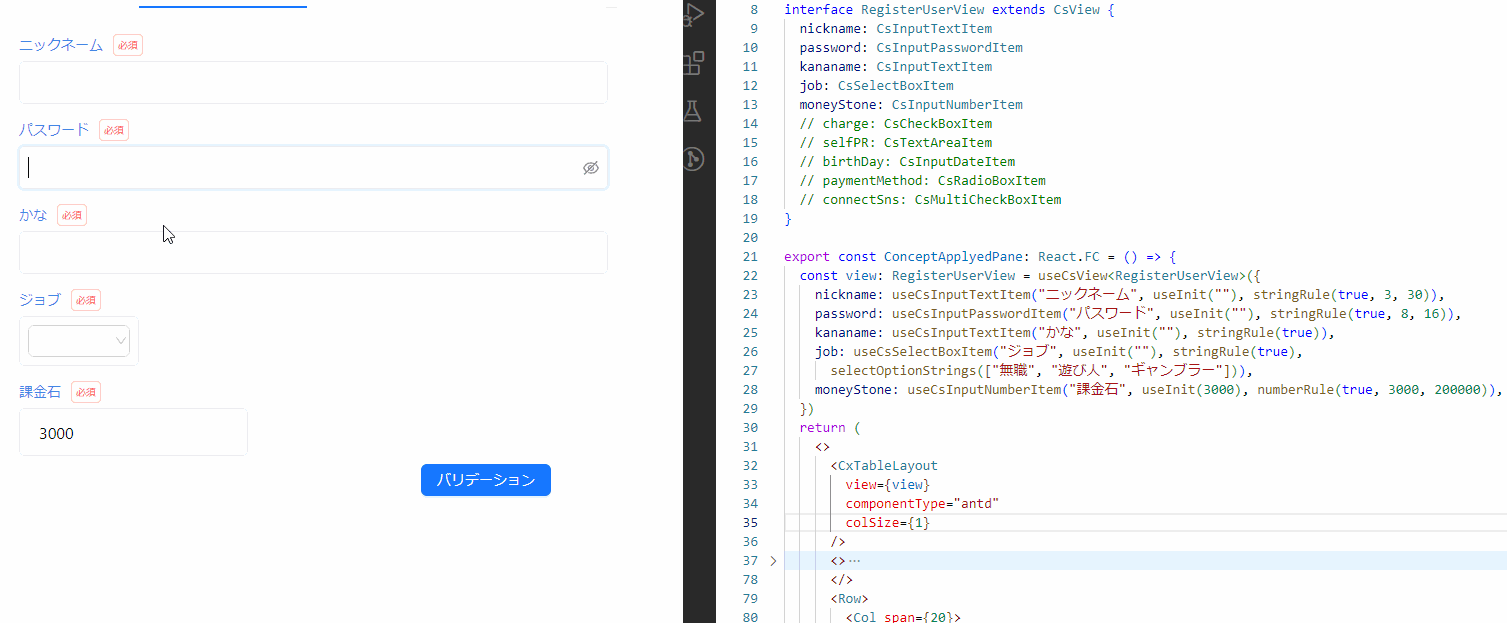 ニックネーム 必須
パスワード 必須
かな 必須
ジョブ 必須
課金石 必須
3000
バリデーション
8 interface RegisterUserView extends CsView {
9 nickname: CsInputTextItem
10 password: CsInputPasswordItem
11 kananame: CsInputTextItem
12 job: CsSelectBoxItem
13 moneyStone: CsInputNumberItem
14 // charge: CsCheckBoxItem
15 // selfPR: CsTextAreaItem
16 // birthDay: CsInputDateItem
17 // paymentMethod: CsRadioBoxItem
18 // connectSns: CsMultiCheckBoxItem
19 }
20
21 export const ConceptApplyedPane: React.FC = () => {
22 const view: RegisterUserView = useCsView<RegisterUserView>({
23 nickname: useCsInputTextItem("ニックネーム", useInit(""), stringRule(true, 3, 30)),
24 password: useCsInputPasswordItem("パスワード", useInit(""), stringRule(true, 8, 16)),
25 kananame: useCsInputTextItem("かな", useInit(""), stringRule(true)),
26 job: useCsSelectBoxItem("ジョブ", useInit(""), stringRule(true),
27 selectOptionStrings(["無職", "遊び人", "ギャンブラー"])),
28 moneyStone: useCsInputNumberItem("課金石", useInit(3000), numberRule(true, 3000, 200000)),
29 })
30 return (
31 <>
32 <CxTableLayout
33 view={view}
34 componentType="antd"
35 colSize={1}
36 />
37 <>…
78 </>
79 <Row>
80 <Col span={20}>